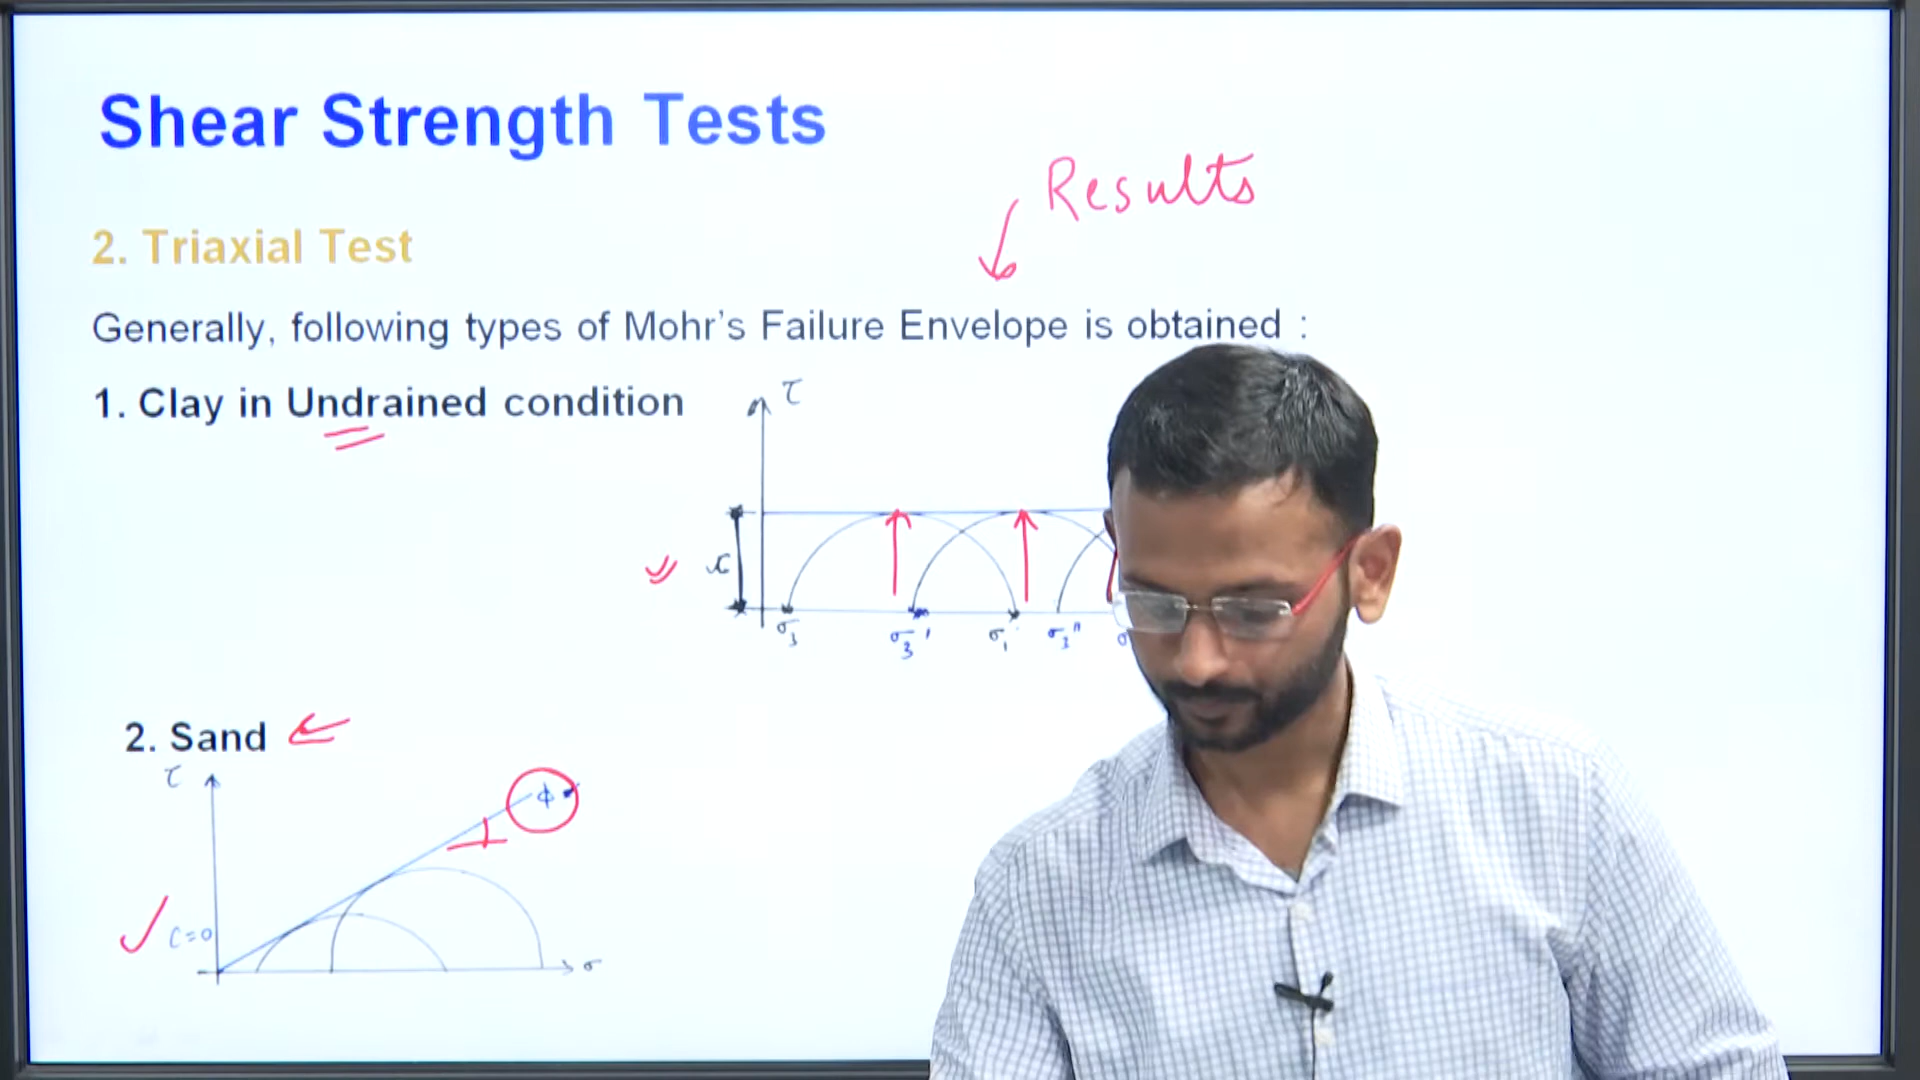 Shear Strength Tests
Results
2. Triaxial Test
Generally, following types of Mohr's Failure Envelope is obtained :
1. Clay in Undrained condition
τ
c
σ3 σ3' σ1 σ3" σ
2. Sand
τ
ϕ
C=0
σ